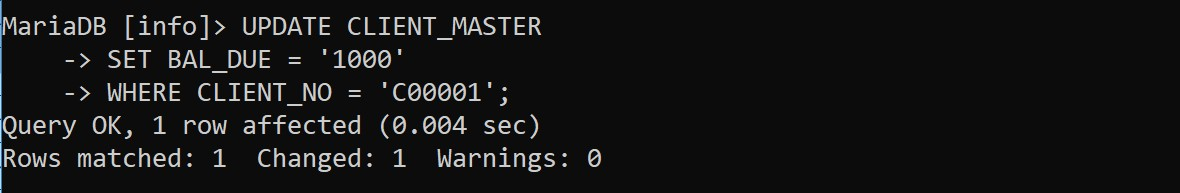 MariaDB [info]> UPDATE CLIENT_MASTER
    -> SET BAL_DUE = '1000'
    -> WHERE CLIENT_NO = 'C00001';
Query OK, 1 row affected (0.004 sec)
Rows matched: 1  Changed: 1  Warnings: 0